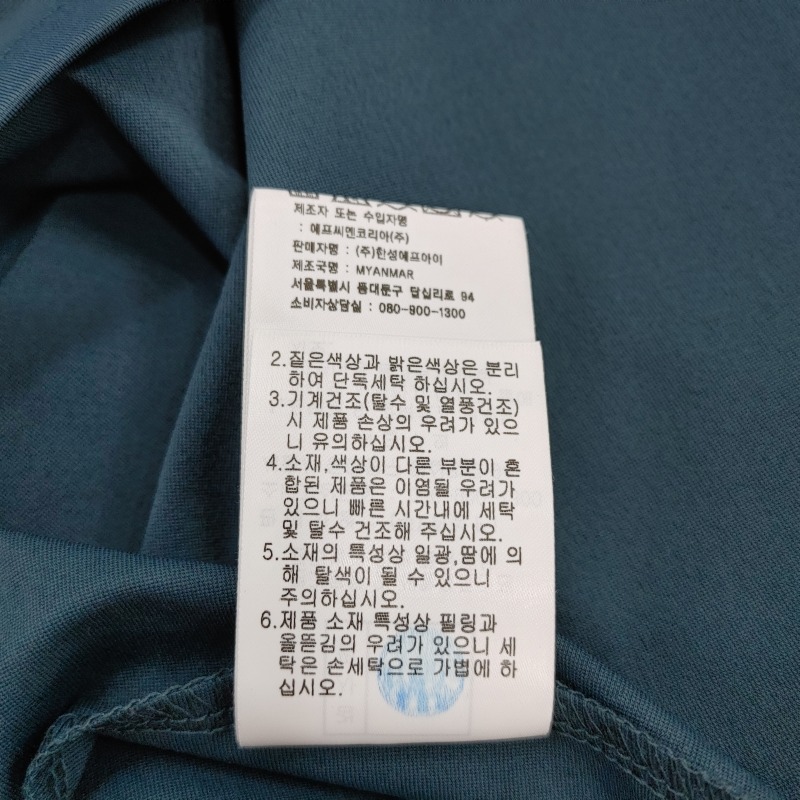 제조자 또는 수입자명
: 에프씨엔코리아(주)
판매자명 : (주)한성에프아이
제조국명 : MYANMAR
서울특별시 동대문구 답십리로 94
소비자상담실 : 080-900-1300
2.짙은색상과 밝은색상은 분리
하여 단독세탁 하십시오.
3.기계건조(탈수 및 열풍건조)
시 제품 손상의 우려가 있으
니 유의하십시오.
4.소재,색상이 다른 부분이 혼
합된 제품은 이염될 우려가
있으니 빠른 시간내에 세탁
및 탈수 건조해 주십시오.
5.소재의 특성상 일광,땀에 의
해 탈색이 될 수 있으니
주의하십시오.
6.제품 소재 특성상 필링과
올뜯김의 우려가 있으니 세
탁은 손세탁으로 가볍에 하
십시오.